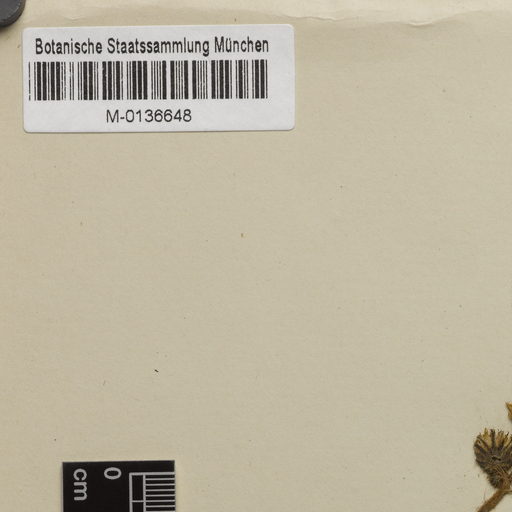 Botanische Staatssammlung München
M-0136648
0
cm